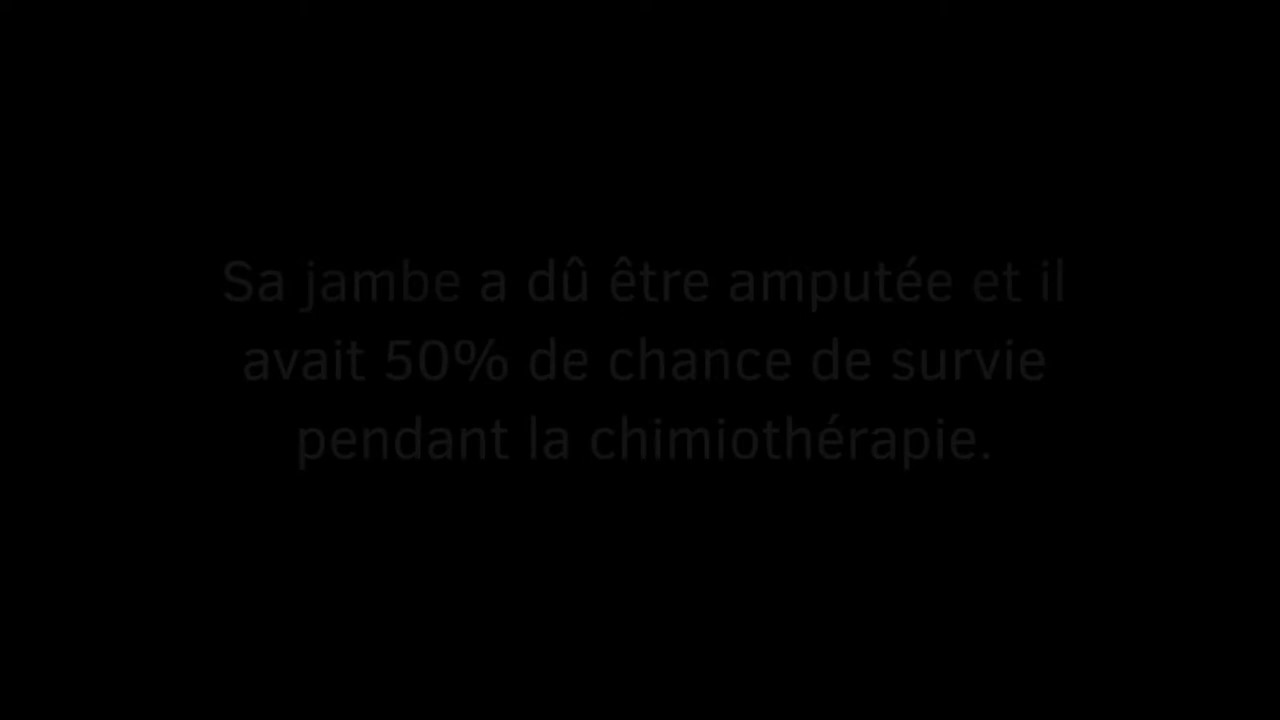 Sa jambe a dû être amputée et il
avait 50% de chance de survie
pendant la chimiothérapie.